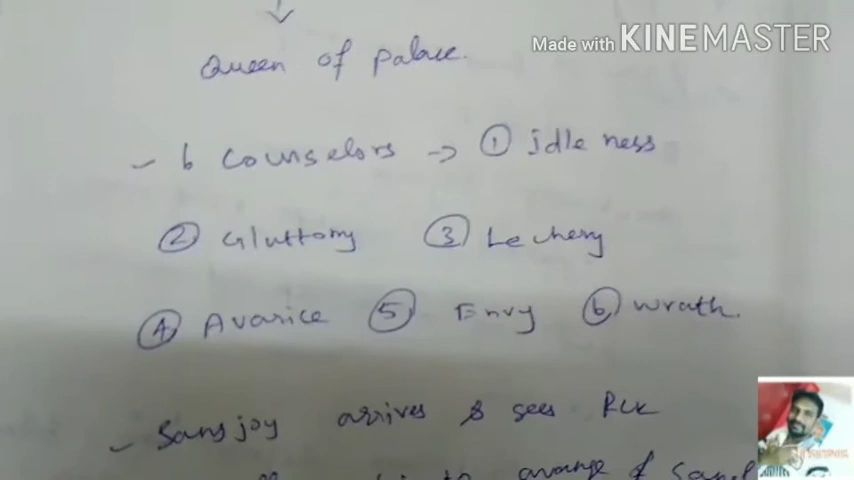 Made with KINEMASTER
Queen of palace.
6 counselors → ① idleness
② Gluttony ③ Lechery
④ Avarice ⑤ Envy ⑥ wrath.
Sansjoy arrives & sees RCK